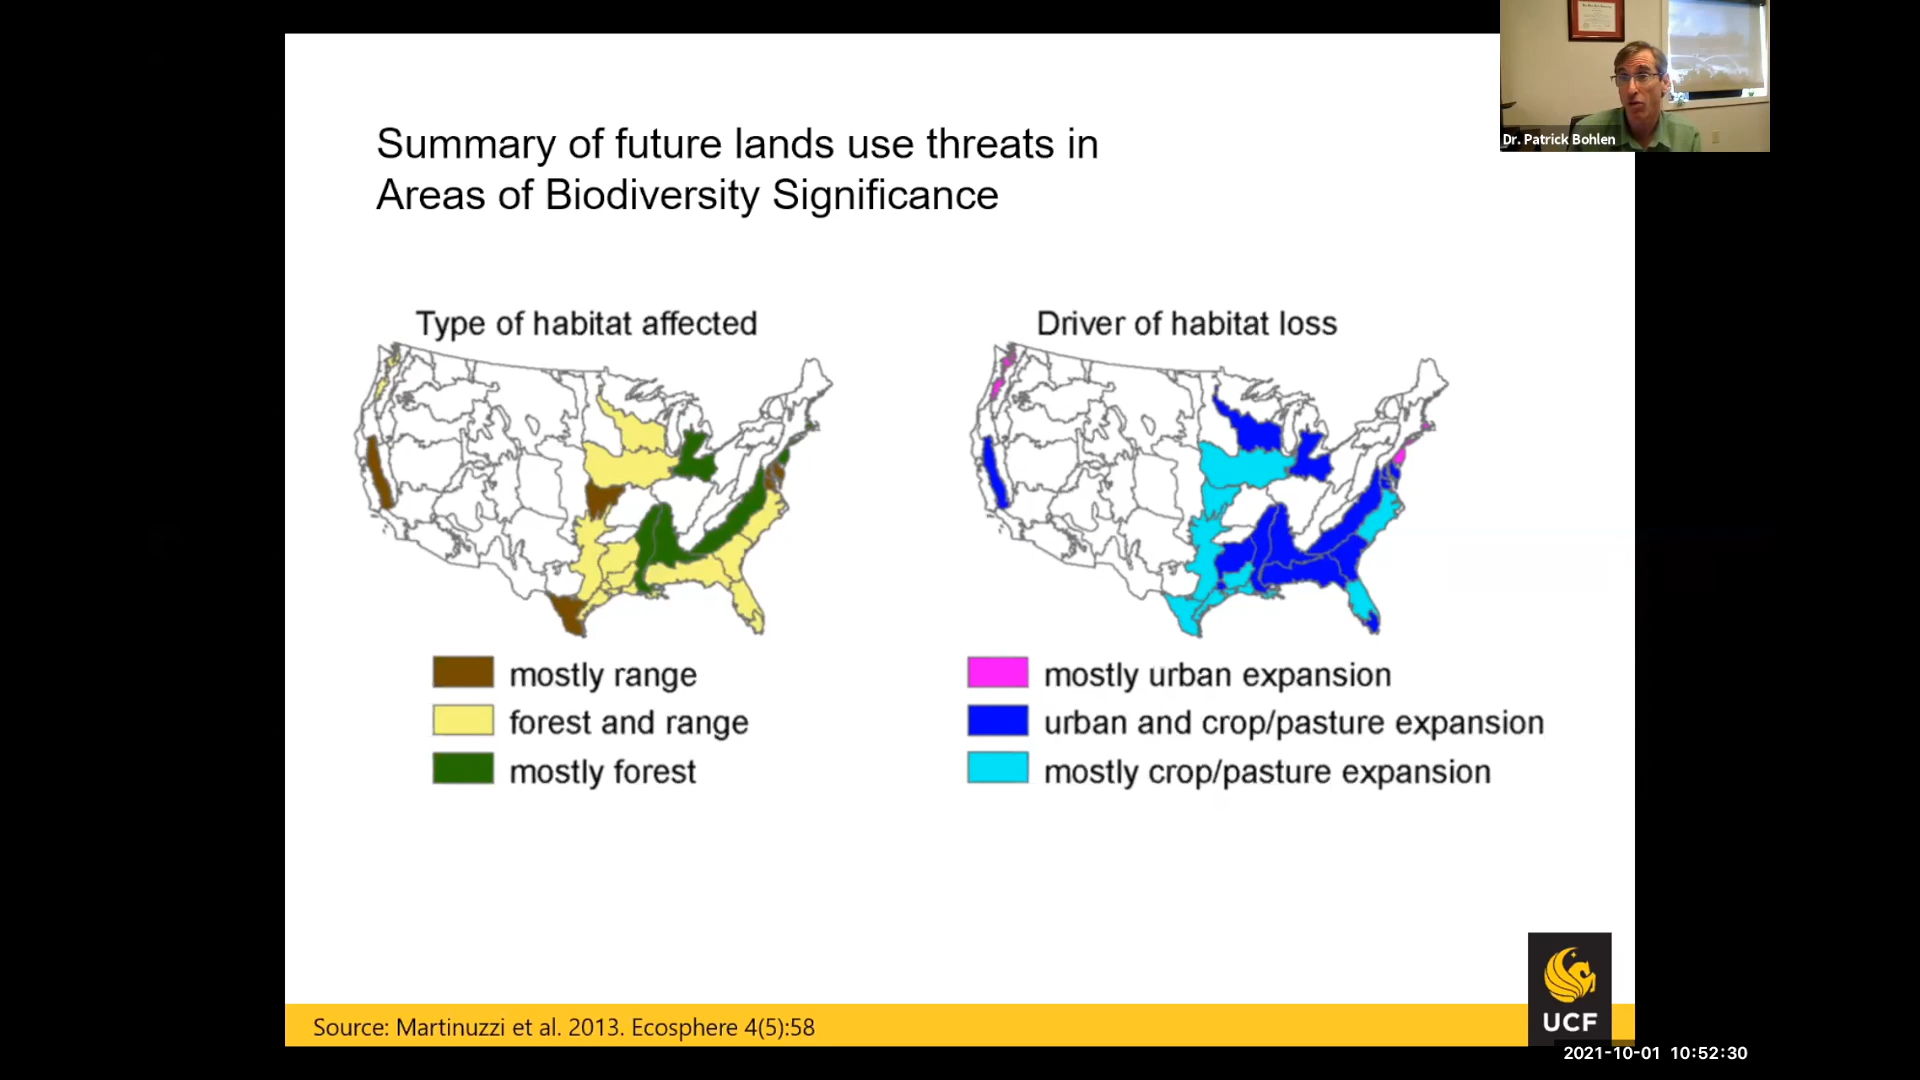 Summary of future lands use threats in
Areas of Biodiversity Significance
Dr. Patrick Bohlen
Type of habitat affected
Driver of habitat loss
mostly range
forest and range
mostly forest
mostly urban expansion
urban and crop/pasture expansion
mostly crop/pasture expansion
Source: Martinuzzi et al. 2013. Ecosphere 4(5):58
UCF
2021-10-01 10:52:30